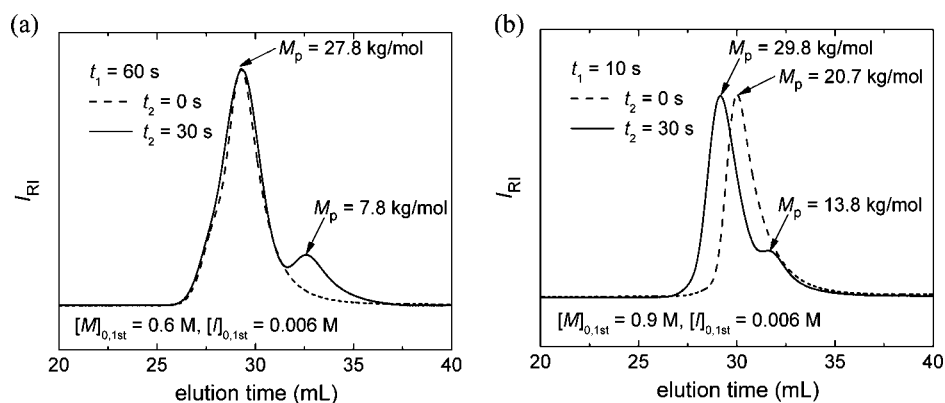 (a)
M_p = 27.8 kg/mol
t_1 = 60 s
t_2 = 0 s
t_2 = 30 s
M_p = 7.8 kg/mol
I_RI
[M]_0,1st = 0.6 M, [I]_0,1st = 0.006 M
20 25 30 35 40
elution time (mL)
(b)
M_p = 29.8 kg/mol
t_1 = 10 s
M_p = 20.7 kg/mol
t_2 = 0 s
t_2 = 30 s
M_p = 13.8 kg/mol
I_RI
[M]_0,1st = 0.9 M, [I]_0,1st = 0.006 M
20 25 30 35 40
elution time (mL)